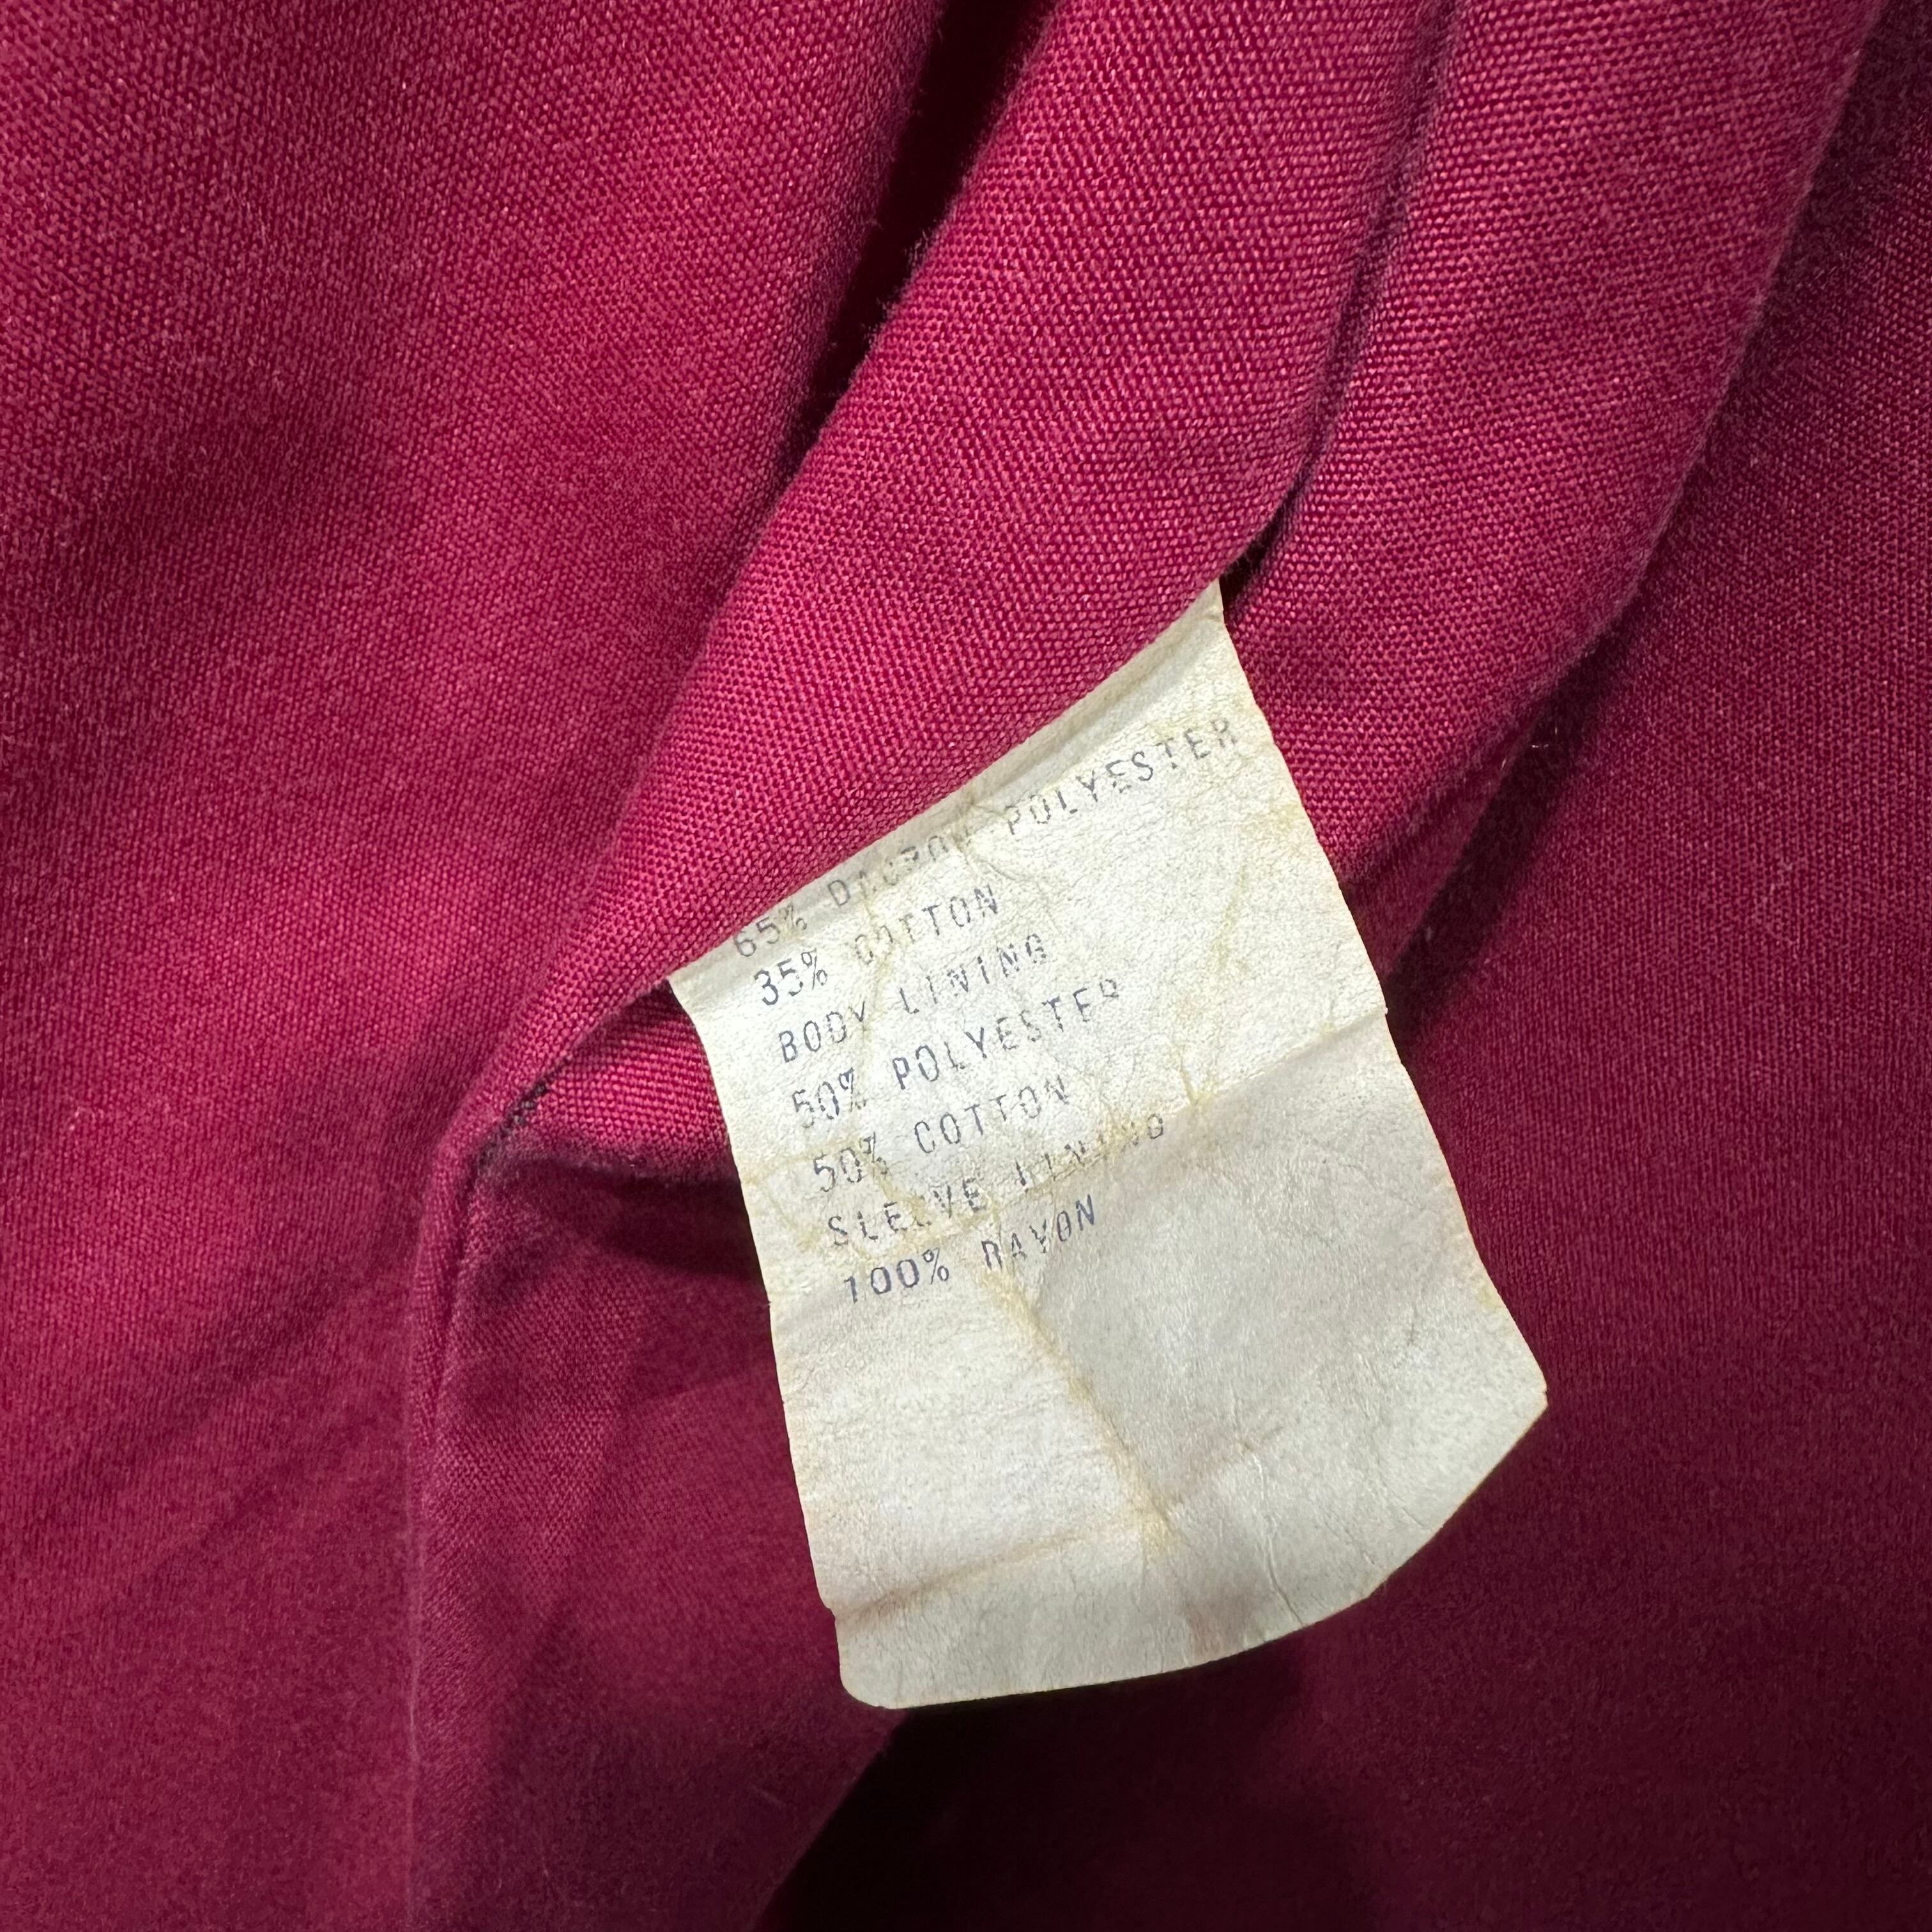 65% DACRON POLYESTER
35% COTTON
BODY LINING
50% POLYESTER
50% COTTON
SLEEVE LINING
100% RAYON